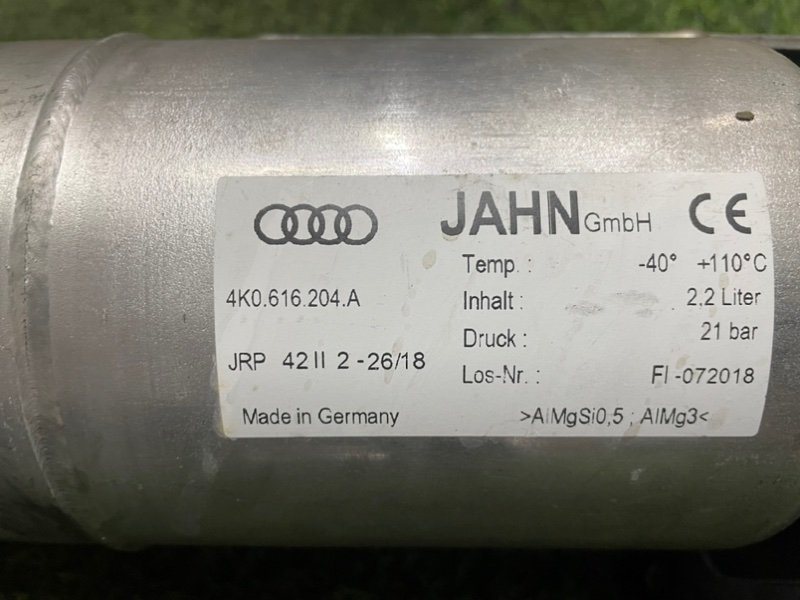 JAHN GmbH CE
4K0.616.204.A
JRP 42 II 2 - 26/18
Made in Germany
Temp. : -40° +110°C
Inhalt : 2,2 Liter
Druck : 21 bar
Los-Nr. : FI -072018
>AlMgSi0,5 ; AlMg3<